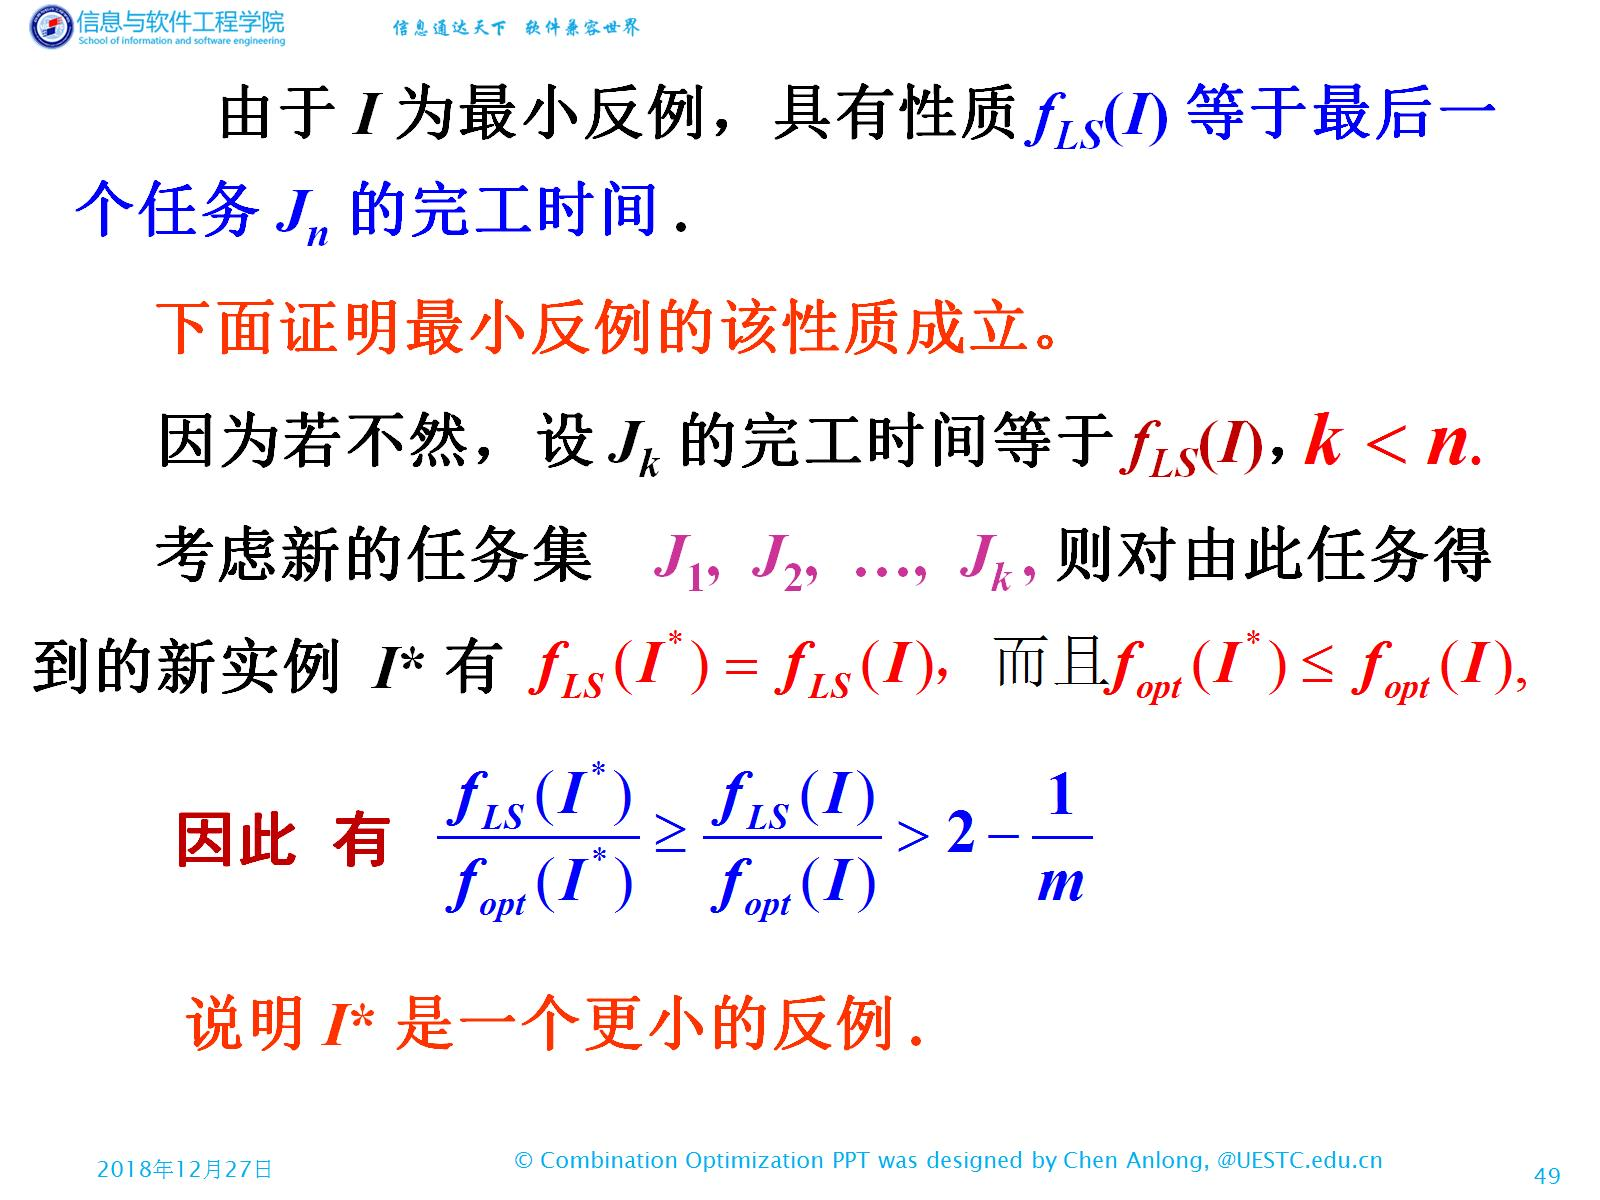 信息与软件工程学院
School of information and software engineering
信息通达天下 软件兼容世界
由于 I 为最小反例，具有性质 f_LS(I) 等于最后一
个任务 J_n 的完工时间 .
下面证明最小反例的该性质成立。
因为若不然，设 J_k 的完工时间等于 f_LS(I)，k < n.
考虑新的任务集 J_1, J_2, …, J_k , 则对由此任务得
到的新实例 I* 有 f_LS(I^*) = f_LS(I)， 而且f_opt(I^*) ≤ f_opt(I),
因此 有 f_LS(I^*) / f_opt(I^*) ≥ f_LS(I) / f_opt(I) > 2 − 1/m
说明 I* 是一个更小的反例 .
2018年12月27日
© Combination Optimization PPT was designed by Chen Anlong, @UESTC.edu.cn
49